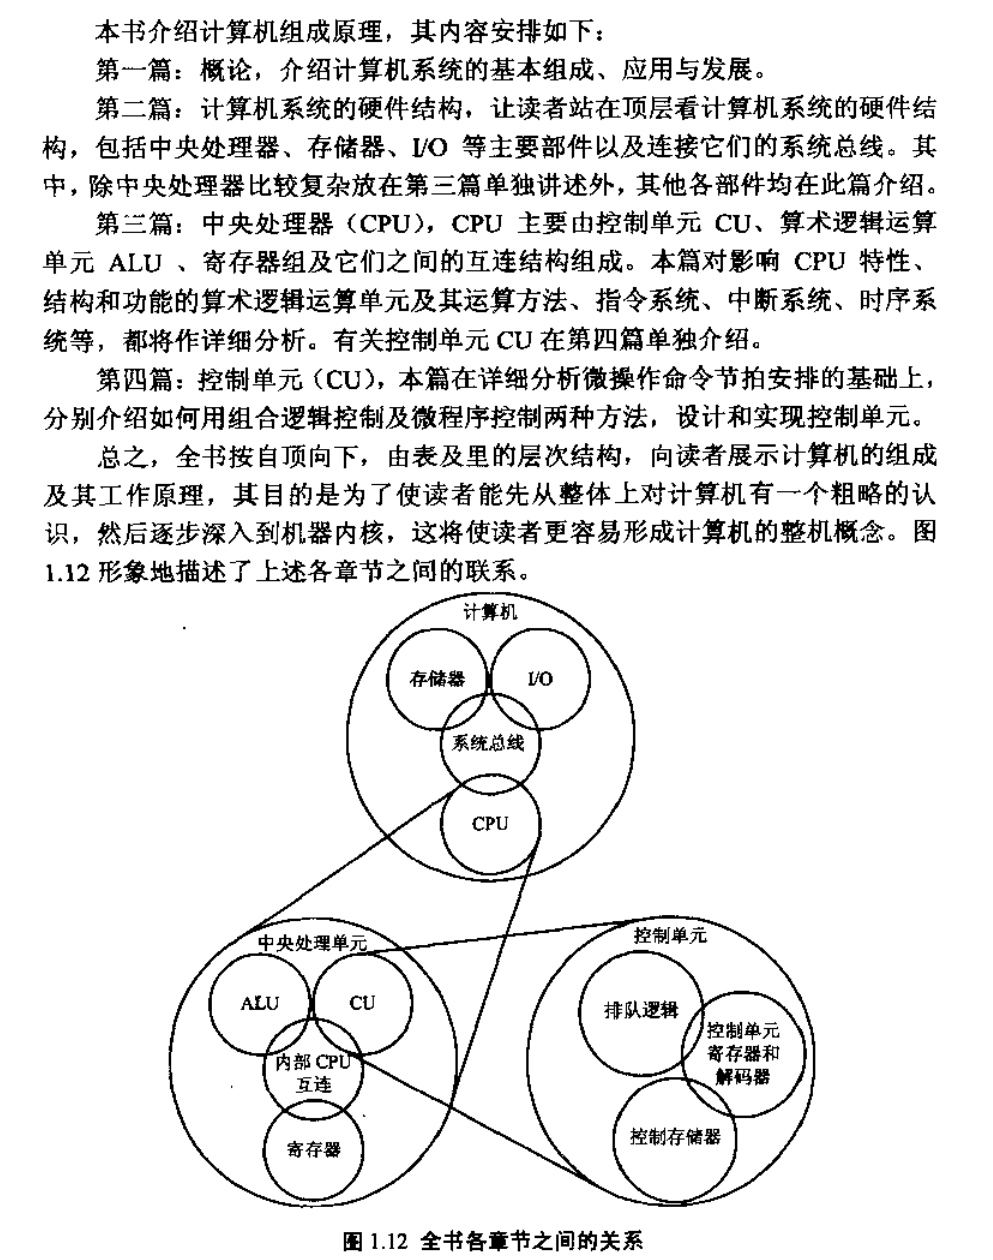 本书介绍计算机组成原理，其内容安排如下：
第一篇：概论，介绍计算机系统的基本组成、应用与发展。
第二篇：计算机系统的硬件结构，让读者站在顶层看计算机系统的硬件结
构，包括中央处理器、存储器、I/O 等主要部件以及连接它们的系统总线。其
中，除中央处理器比较复杂放在第三篇单独讲述外，其他各部件均在此篇介绍。
第三篇：中央处理器（CPU），CPU 主要由控制单元 CU、算术逻辑运算
单元 ALU 、寄存器组及它们之间的互连结构组成。本篇对影响 CPU 特性、
结构和功能的算术逻辑运算单元及其运算方法、指令系统、中断系统、时序系
统等，都将作详细分析。有关控制单元 CU 在第四篇单独介绍。
第四篇：控制单元（CU），本篇在详细分析微操作命令节拍安排的基础上，
分别介绍如何用组合逻辑控制及微程序控制两种方法，设计和实现控制单元。
总之，全书按自顶向下，由表及里的层次结构，向读者展示计算机的组成
及其工作原理，其目的是为了使读者能先从整体上对计算机有一个粗略的认
识，然后逐步深入到机器内核，这将使读者更容易形成计算机的整机概念。图
1.12 形象地描述了上述各章节之间的联系。
计算机
存储器
I/O
系统总线
CPU
中央处理单元
ALU
CU
内部 CPU
互连
寄存器
控制单元
排队逻辑
控制单元
寄存器和
解码器
控制存储器
图 1.12 全书各章节之间的关系